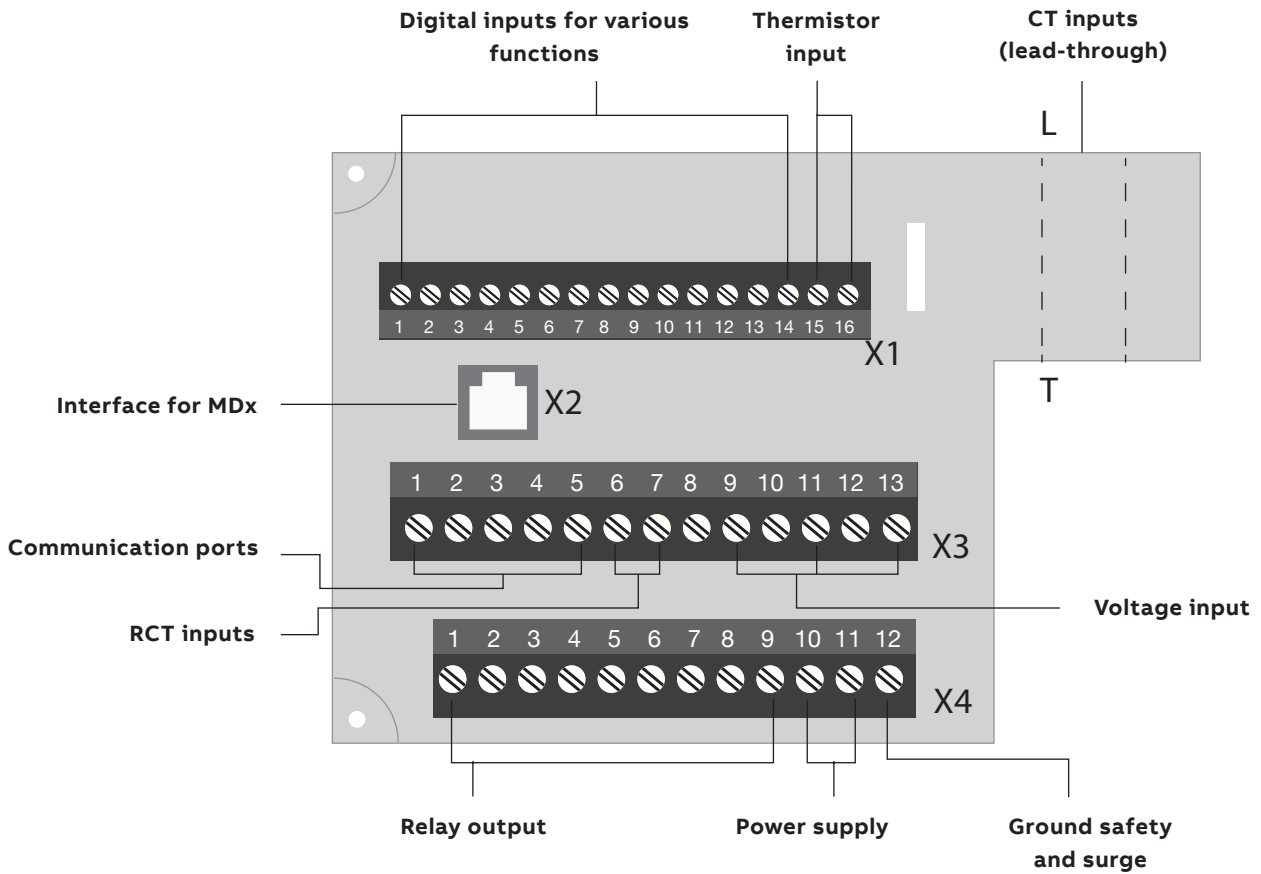 Digital inputs for various
functions
Thermistor
input
CT inputs
(lead-through)
L
1 2 3 4 5 6 7 8 9 10 11 12 13 14 15 16
X1
T
Interface for MDx
X2
1 2 3 4 5 6 7 8 9 10 11 12 13
X3
Communication ports
RCT inputs
Voltage input
1 2 3 4 5 6 7 8 9 10 11 12
X4
Relay output
Power supply
Ground safety
and surge